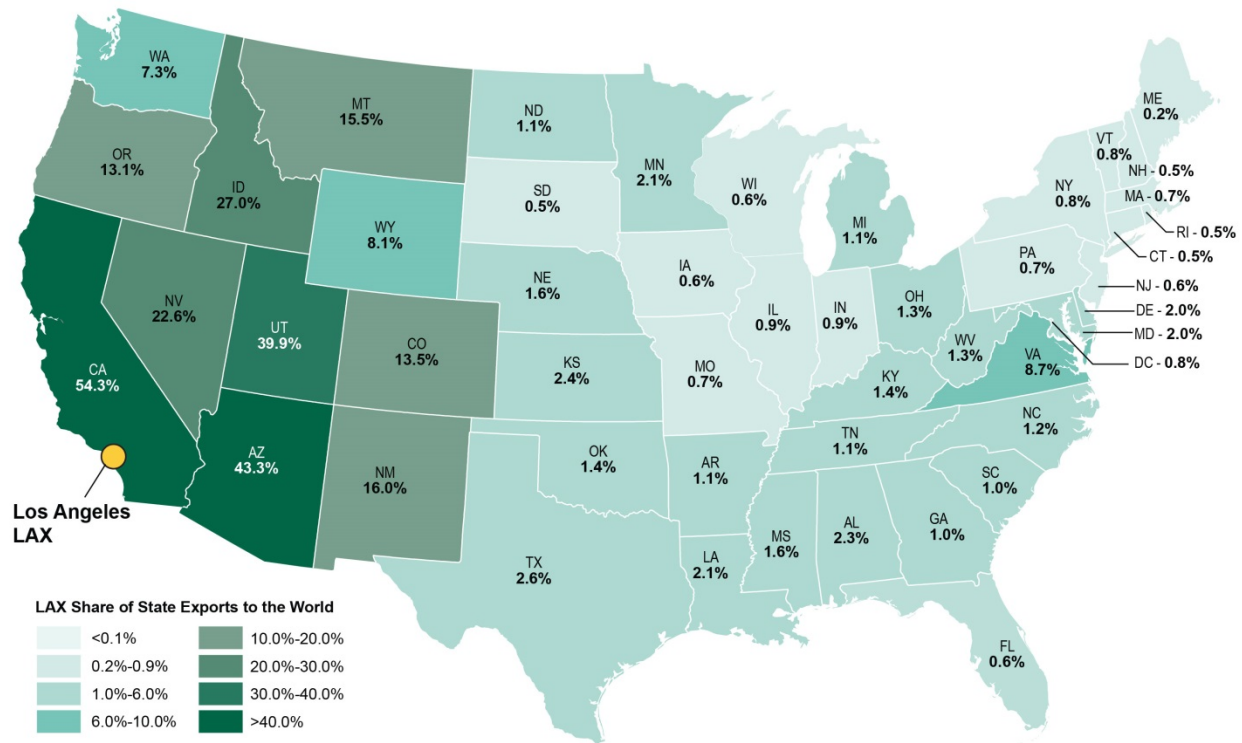 WA
7.3%
MT
15.5%
ND
1.1%
MN
2.1%
ME
0.2%
VT
0.8%
NH - 0.5%
OR
13.1%
ID
27.0%
SD
0.5%
WI
0.6%
NY
0.8%
MA - 0.7%
RI - 0.5%
CT - 0.5%
WY
8.1%
MI
1.1%
PA
0.7%
NJ - 0.6%
DE - 2.0%
MD - 2.0%
DC - 0.8%
NE
1.6%
IA
0.6%
NV
22.6%
UT
39.9%
CO
13.5%
IL
0.9%
IN
0.9%
OH
1.3%
WV
1.3%
VA
8.7%
CA
54.3%
KS
2.4%
MO
0.7%
KY
1.4%
NC
1.2%
TN
1.1%
AZ
43.3%
NM
16.0%
OK
1.4%
AR
1.1%
SC
1.0%
Los Angeles
LAX
MS
1.6%
AL
2.3%
GA
1.0%
TX
2.6%
LA
2.1%
FL
0.6%
LAX Share of State Exports to the World
<0.1%
0.2%-0.9%
1.0%-6.0%
6.0%-10.0%
10.0%-20.0%
20.0%-30.0%
30.0%-40.0%
>40.0%